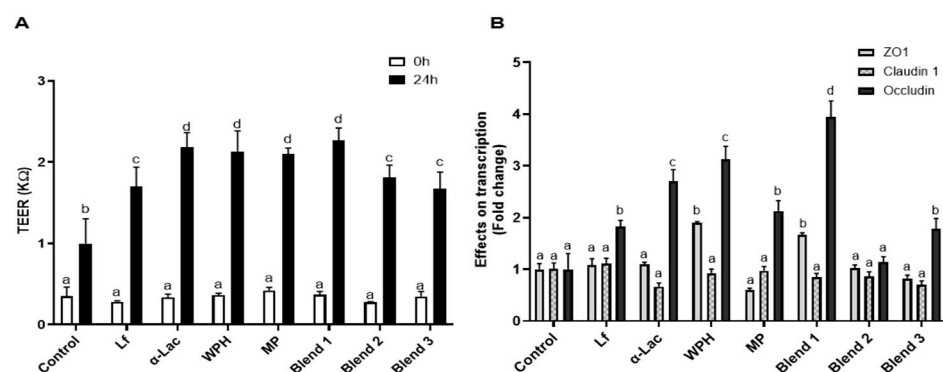 A
0h
24h
TEER (KΩ)
3
2
1
0
a b a c a d a d a d a d a c a c
Control Lf α-Lac WPH MP Blend 1 Blend 2 Blend 3
B
ZO1
Claudin 1
Occludin
Effects on transcription
(Fold change)
5
4
3
2
1
0
a a a a a b a a c b a c a a b b a d a a a a a b
Control Lf α-Lac WPH MP Blend 1 Blend 2 Blend 3